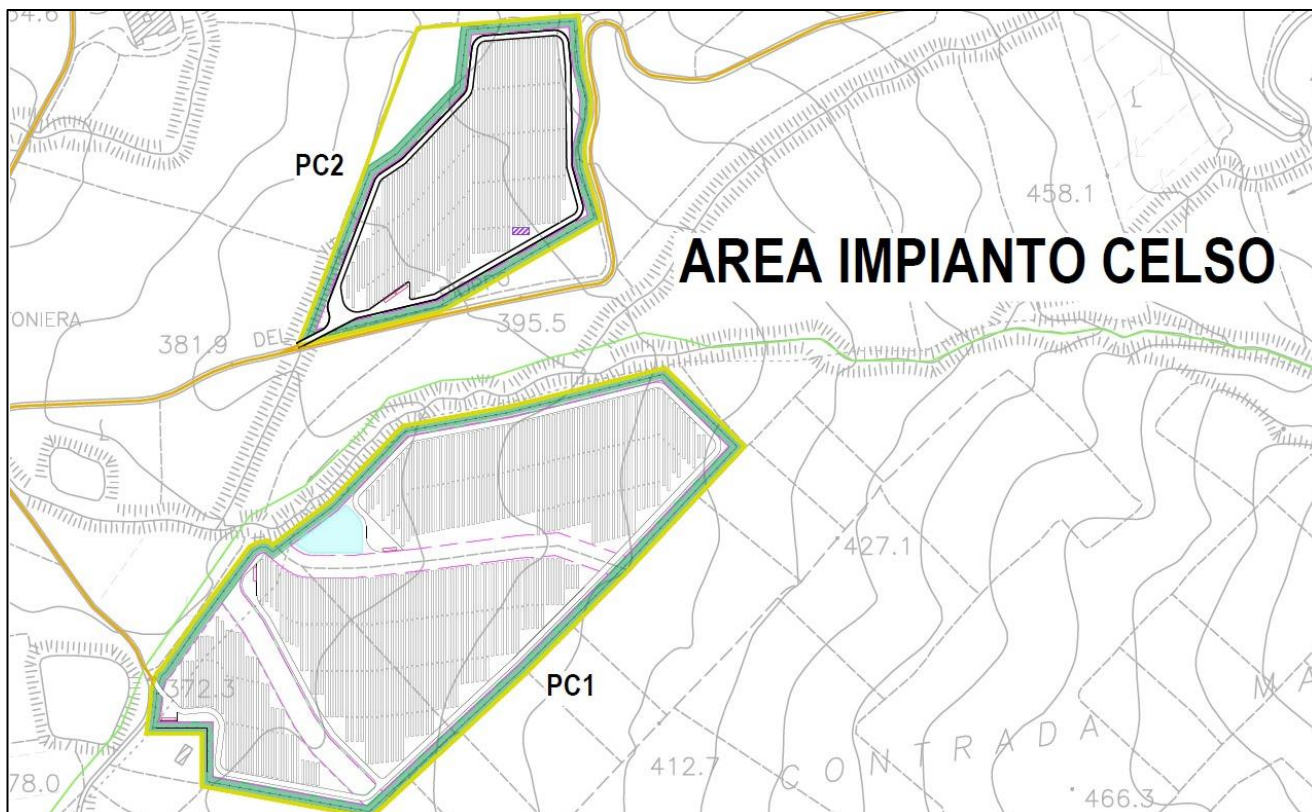 PC2
458.1
AREA IMPIANTO CELSO
ONIERA
381.9
DEL
395.5
427.1
372.3
PC1
412.7
CONTRADA
MA
78.0
466.3